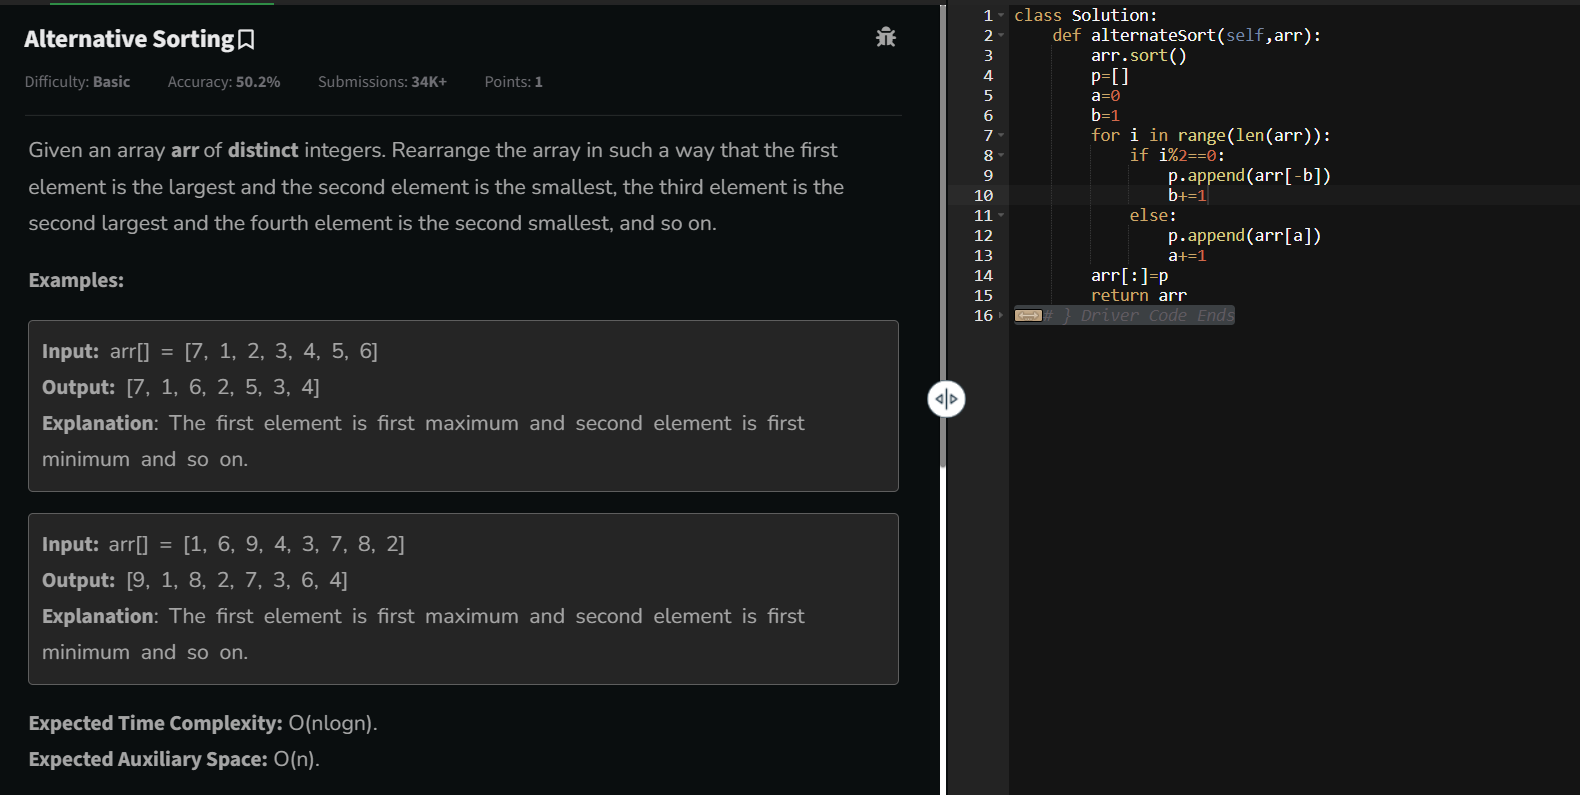 Alternative Sorting
Difficulty: Basic Accuracy: 50.2% Submissions: 34K+ Points: 1
Given an array arr of distinct integers. Rearrange the array in such a way that the first
element is the largest and the second element is the smallest, the third element is the
second largest and the fourth element is the second smallest, and so on.
Examples:
Input: arr[] = [7, 1, 2, 3, 4, 5, 6]
Output: [7, 1, 6, 2, 5, 3, 4]
Explanation: The first element is first maximum and second element is first
minimum and so on.
Input: arr[] = [1, 6, 9, 4, 3, 7, 8, 2]
Output: [9, 1, 8, 2, 7, 3, 6, 4]
Explanation: The first element is first maximum and second element is first
minimum and so on.
Expected Time Complexity: O(nlogn).
Expected Auxiliary Space: O(n).
1 class Solution:
2     def alternateSort(self,arr):
3         arr.sort()
4         p=[]
5         a=0
6         b=1
7         for i in range(len(arr)):
8             if i%2==0:
9                 p.append(arr[-b])
10                 b+=1
11             else:
12                 p.append(arr[a])
13                 a+=1
14         arr[:]=p
15         return arr
16 # } Driver Code Ends